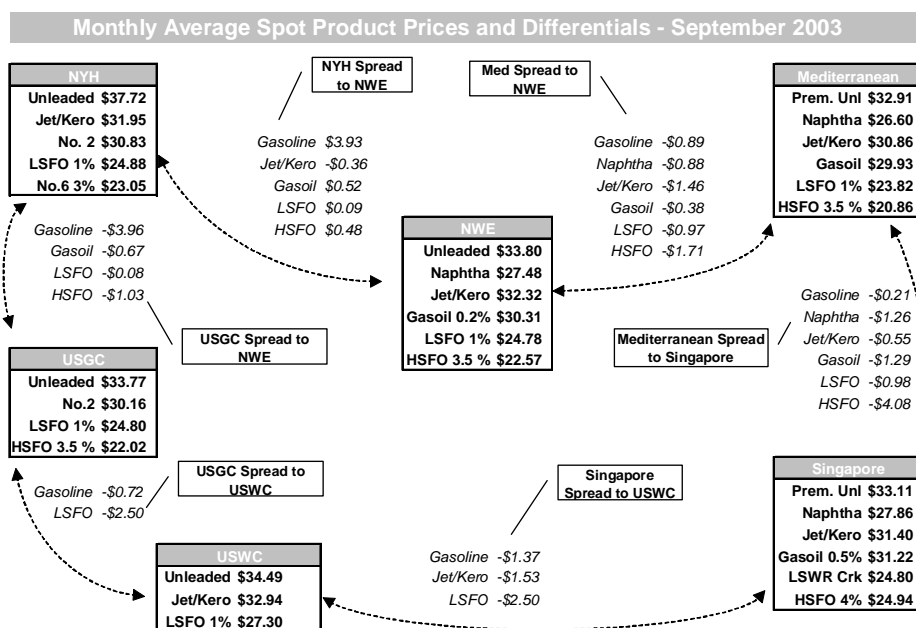 Monthly Average Spot Product Prices and Differentials - September 2003
NYH
Unleaded $37.72
Jet/Kero $31.95
No. 2 $30.83
LSFO 1% $24.88
No.6 3% $23.05
NYH Spread
to NWE
Gasoline $3.93
Jet/Kero -$0.36
Gasoil $0.52
LSFO $0.09
HSFO $0.48
Med Spread to
NWE
Gasoline -$0.89
Naphtha -$0.88
Jet/Kero -$1.46
Gasoil -$0.38
LSFO -$0.97
HSFO -$1.71
Mediterranean
Prem. Unl $32.91
Naphtha $26.60
Jet/Kero $30.86
Gasoil $29.93
LSFO 1% $23.82
HSFO 3.5 % $20.86
Gasoline -$3.96
Gasoil -$0.67
LSFO -$0.08
HSFO -$1.03
USGC Spread to
NWE
NWE
Unleaded $33.80
Naphtha $27.48
Jet/Kero $32.32
Gasoil 0.2% $30.31
LSFO 1% $24.78
HSFO 3.5 % $22.57
Mediterranean Spread
to Singapore
Gasoline -$0.21
Naphtha -$1.26
Jet/Kero -$0.55
Gasoil -$1.29
LSFO -$0.98
HSFO -$4.08
USGC
Unleaded $33.77
No.2 $30.16
LSFO 1% $24.80
HSFO 3.5 % $22.02
USGC Spread to
USWC
Gasoline -$0.72
LSFO -$2.50
Singapore
Spread to USWC
Gasoline -$1.37
Jet/Kero -$1.53
LSFO -$2.50
Singapore
Prem. Unl $33.11
Naphtha $27.86
Jet/Kero $31.40
Gasoil 0.5% $31.22
LSWR Crk $24.80
HSFO 4% $24.94
USWC
Unleaded $34.49
Jet/Kero $32.94
LSFO 1% $27.30